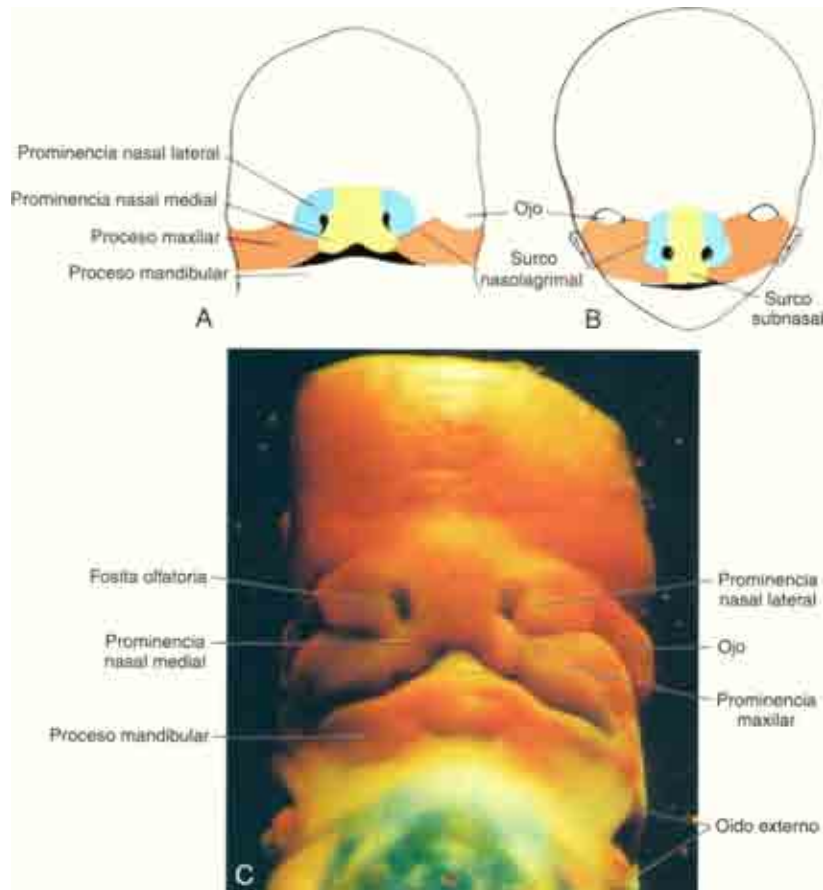 Prominencia nasal lateral
Prominencia nasal medial
Proceso maxilar
Proceso mandibular
A
Ojo
Surco
nasolagrimal
B
Surco
subnasal
Fosita olfatoria
Prominencia
nasal medial
Proceso mandibular
Prominencia
nasal lateral
Ojo
Prominencia
maxilar
Oido externo
C